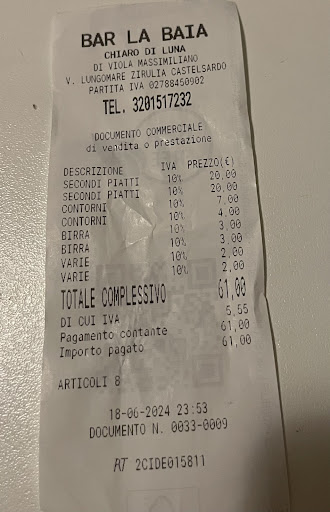 BAR LA BAIA
CHIARO DI LUNA
DI VIOLA MASSIMILIANO
V. LUNGOMARE ZIRULIA CASTELSARDO
PARTITA IVA 02788450902
TEL. 3201517232
DOCUMENTO COMMERCIALE
di vendita o prestazione
DESCRIZIONE IVA PREZZO(€)
SECONDI PIATTI 10% 20,00
SECONDI PIATTI 10% 20,00
CONTORNI 10% 7,00
CONTORNI 10% 4,00
BIRRA 10% 3,00
BIRRA 10% 3,00
VARIE 10% 2,00
VARIE 10% 2,00
TOTALE COMPLESSIVO 61,00
DI CUI IVA 5,55
Pagamento contante 61,00
Importo pagato 61,00
ARTICOLI 8
18-06-2024 23:53
DOCUMENTO N. 0033-0009
RT 2CIDE015811